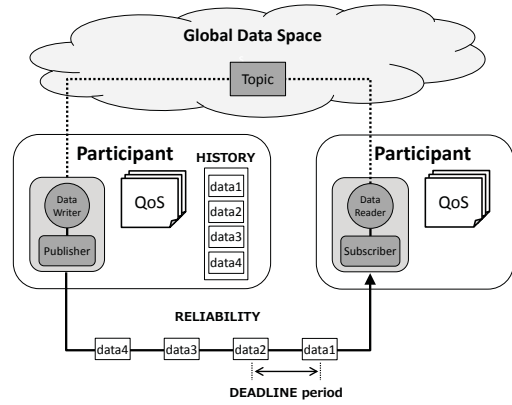 Global Data Space
Topic
Participant
HISTORY
Data
Writer
Publisher
QoS
data1
data2
data3
data4
Participant
Data
Reader
Subscriber
QoS
RELIABILITY
data4
data3
data2
data1
DEADLINE period